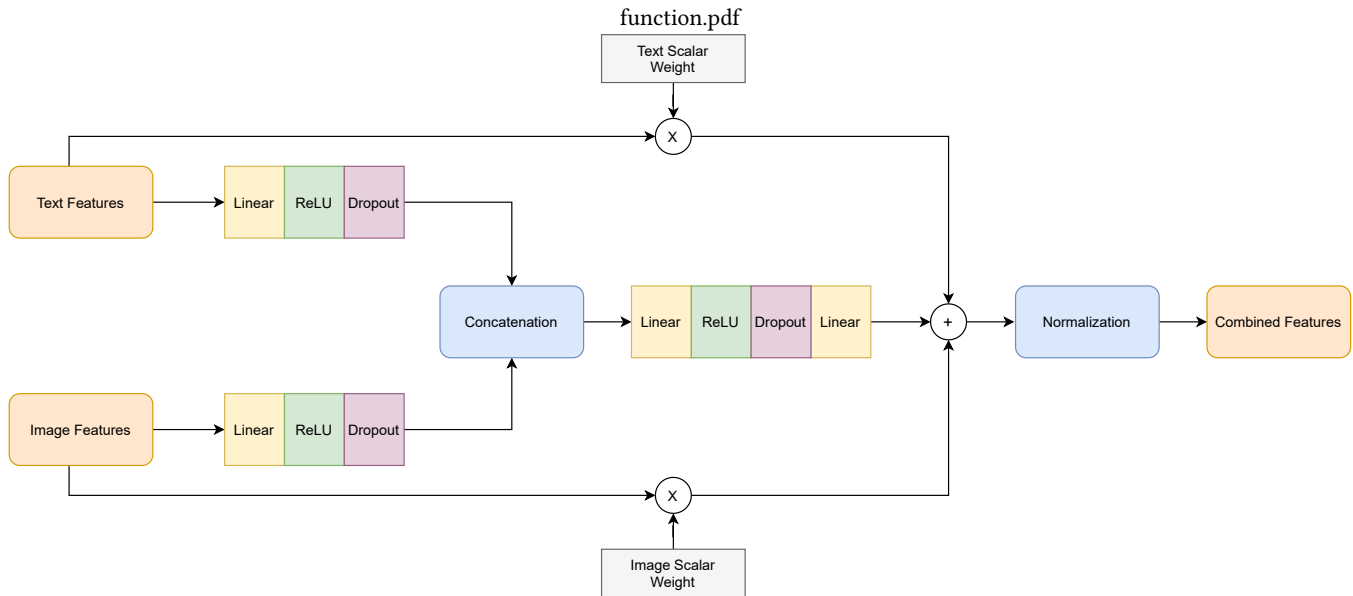 function.pdf
Text Scalar
Weight
X
Text Features
Linear
ReLU
Dropout
Concatenation
Linear
ReLU
Dropout
Linear
+
Normalization
Combined Features
Image Features
Linear
ReLU
Dropout
X
Image Scalar
Weight